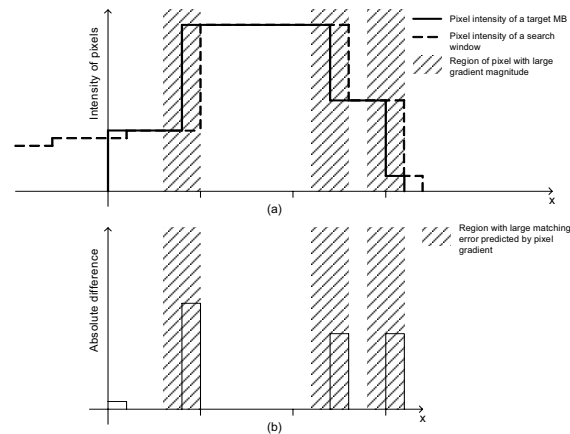 Pixel intensity of a target MB
Pixel intensity of a search
window
Region of pixel with large
gradient magnitude
Intensity of pixels
x
(a)
Region with large matching
error predicted by pixel
gradient
Absolute difference
x
(b)